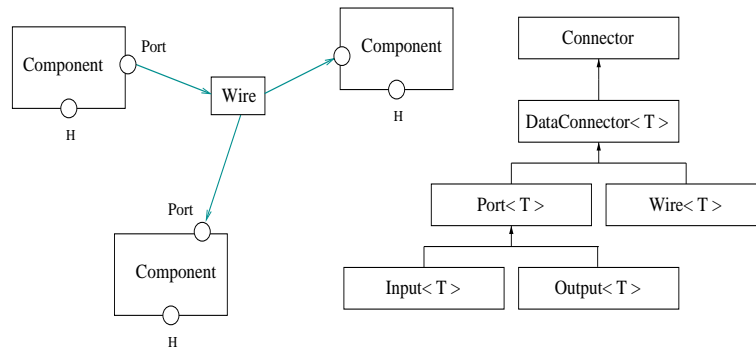 Port
Component
H
Wire
Component
H
Port
Component
H
Connector
DataConnector< T >
Port< T >
Wire< T >
Input< T >
Output< T >